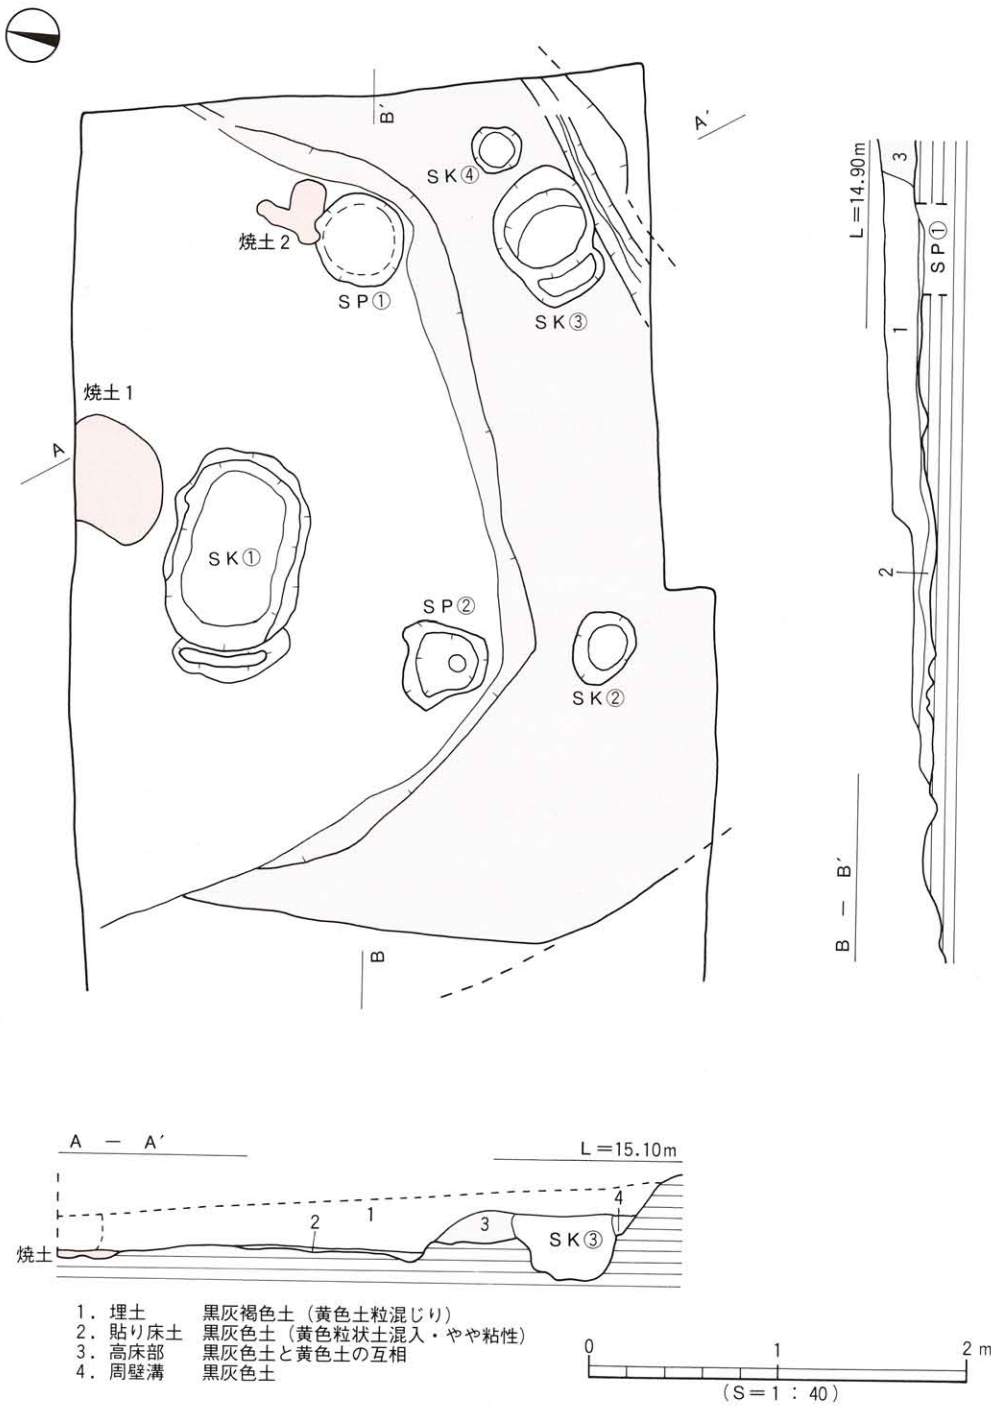 B′
A′
SK④
焼土2
SP①
SK③
焼土1
A
SK①
SP②
SK②
B
L=14.90m
3
SP①
1
2
B — B′
A — A′
L=15.10m
4
1
2
3
SK③
焼土
1. 埋土 黒灰褐色土(黄色土粒混じり)
2. 貼り床土 黒灰色土(黄色粒状土混入・やや粘性)
3. 高床部 黒灰色土と黄色土の互相
4. 周壁溝 黒灰色土
0 1 2 m
(S=1:40)